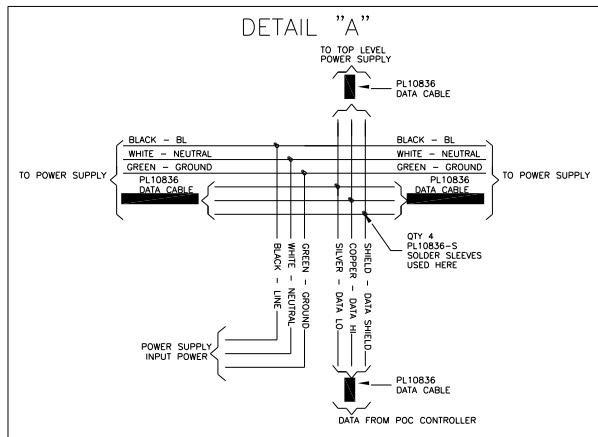 DETAIL "A"
TO TOP LEVEL
POWER SUPPLY
PL10836
DATA CABLE
BLACK - BL
WHITE - NEUTRAL
GREEN - GROUND
PL10836
DATA CABLE
TO POWER SUPPLY
BLACK - BL
WHITE - NEUTRAL
GREEN - GROUND
PL10836
DATA CABLE
TO POWER SUPPLY
QTY 4
PL10836-S
SOLDER SLEEVES
USED HERE
BLACK - LINE
WHITE - NEUTRAL
GREEN - GROUND
SILVER - DATA LO
COPPER - DATA HI
SHIELD - DATA SHIELD
POWER SUPPLY
INPUT POWER
PL10836
DATA CABLE
DATA FROM POC CONTROLLER